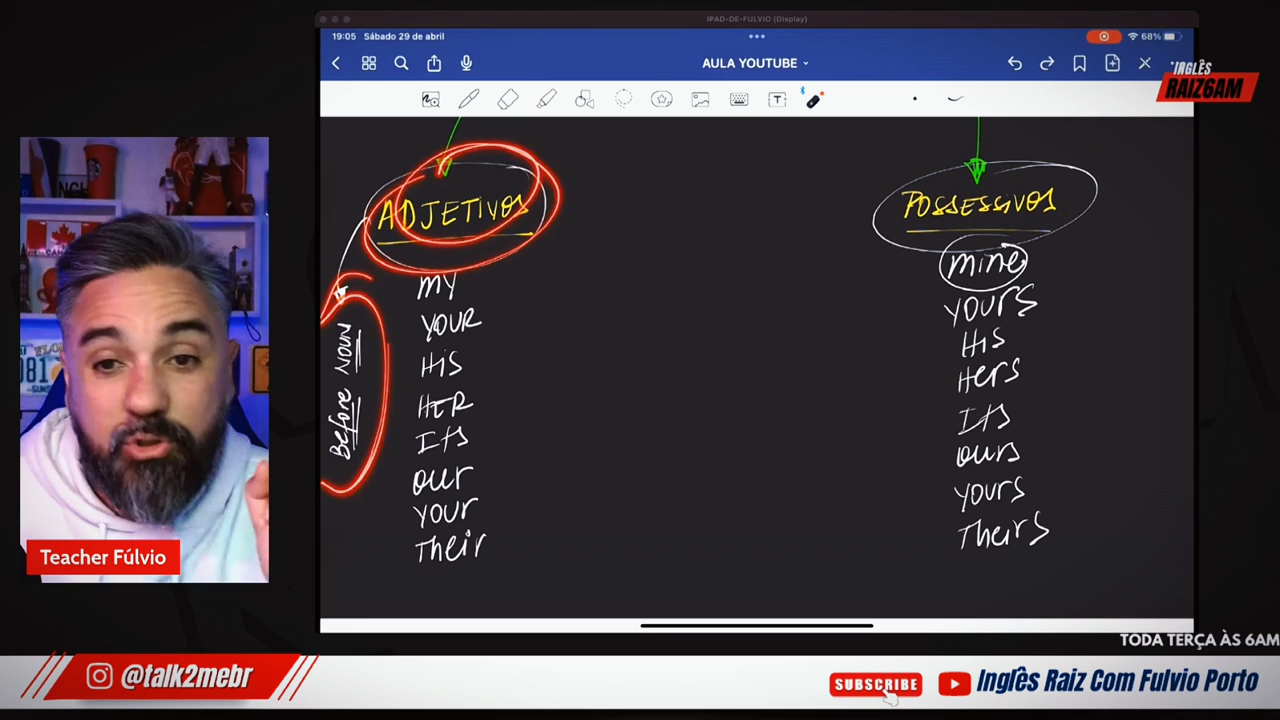 IPAD-DE-FULVIO (Display)
19:05 Sábado 29 de abril
68%
AULA YOUTUBE
INGLÊS
RAIZ6AM
ADJETIVOS
MY
YOUR
HIS
HER
ITS
OUR
YOUR
THEIR
Before NOUN
POSSESSIVOS
mine
YOURS
HIS
HERS
ITS
OURS
YOURS
THEIRS
Teacher Fúlvio
TODA TERÇA ÀS 6AM
@talk2mebr
SUBSCRIBE
Inglês Raiz Com Fulvio Porto